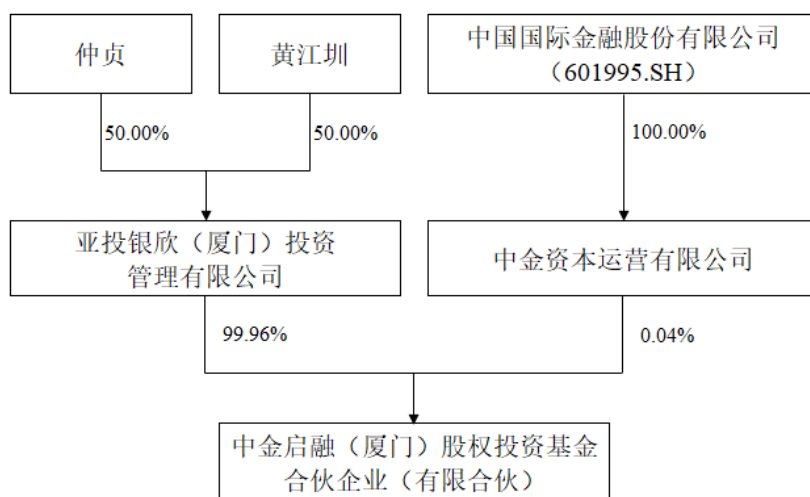 仲贞
黄江圳
中国国际金融股份有限公司
（601995.SH）
50.00%
50.00%
100.00%
亚投银欣（厦门）投资
管理有限公司
中金资本运营有限公司
99.96%
0.04%
中金启融（厦门）股权投资基金
合伙企业（有限合伙）